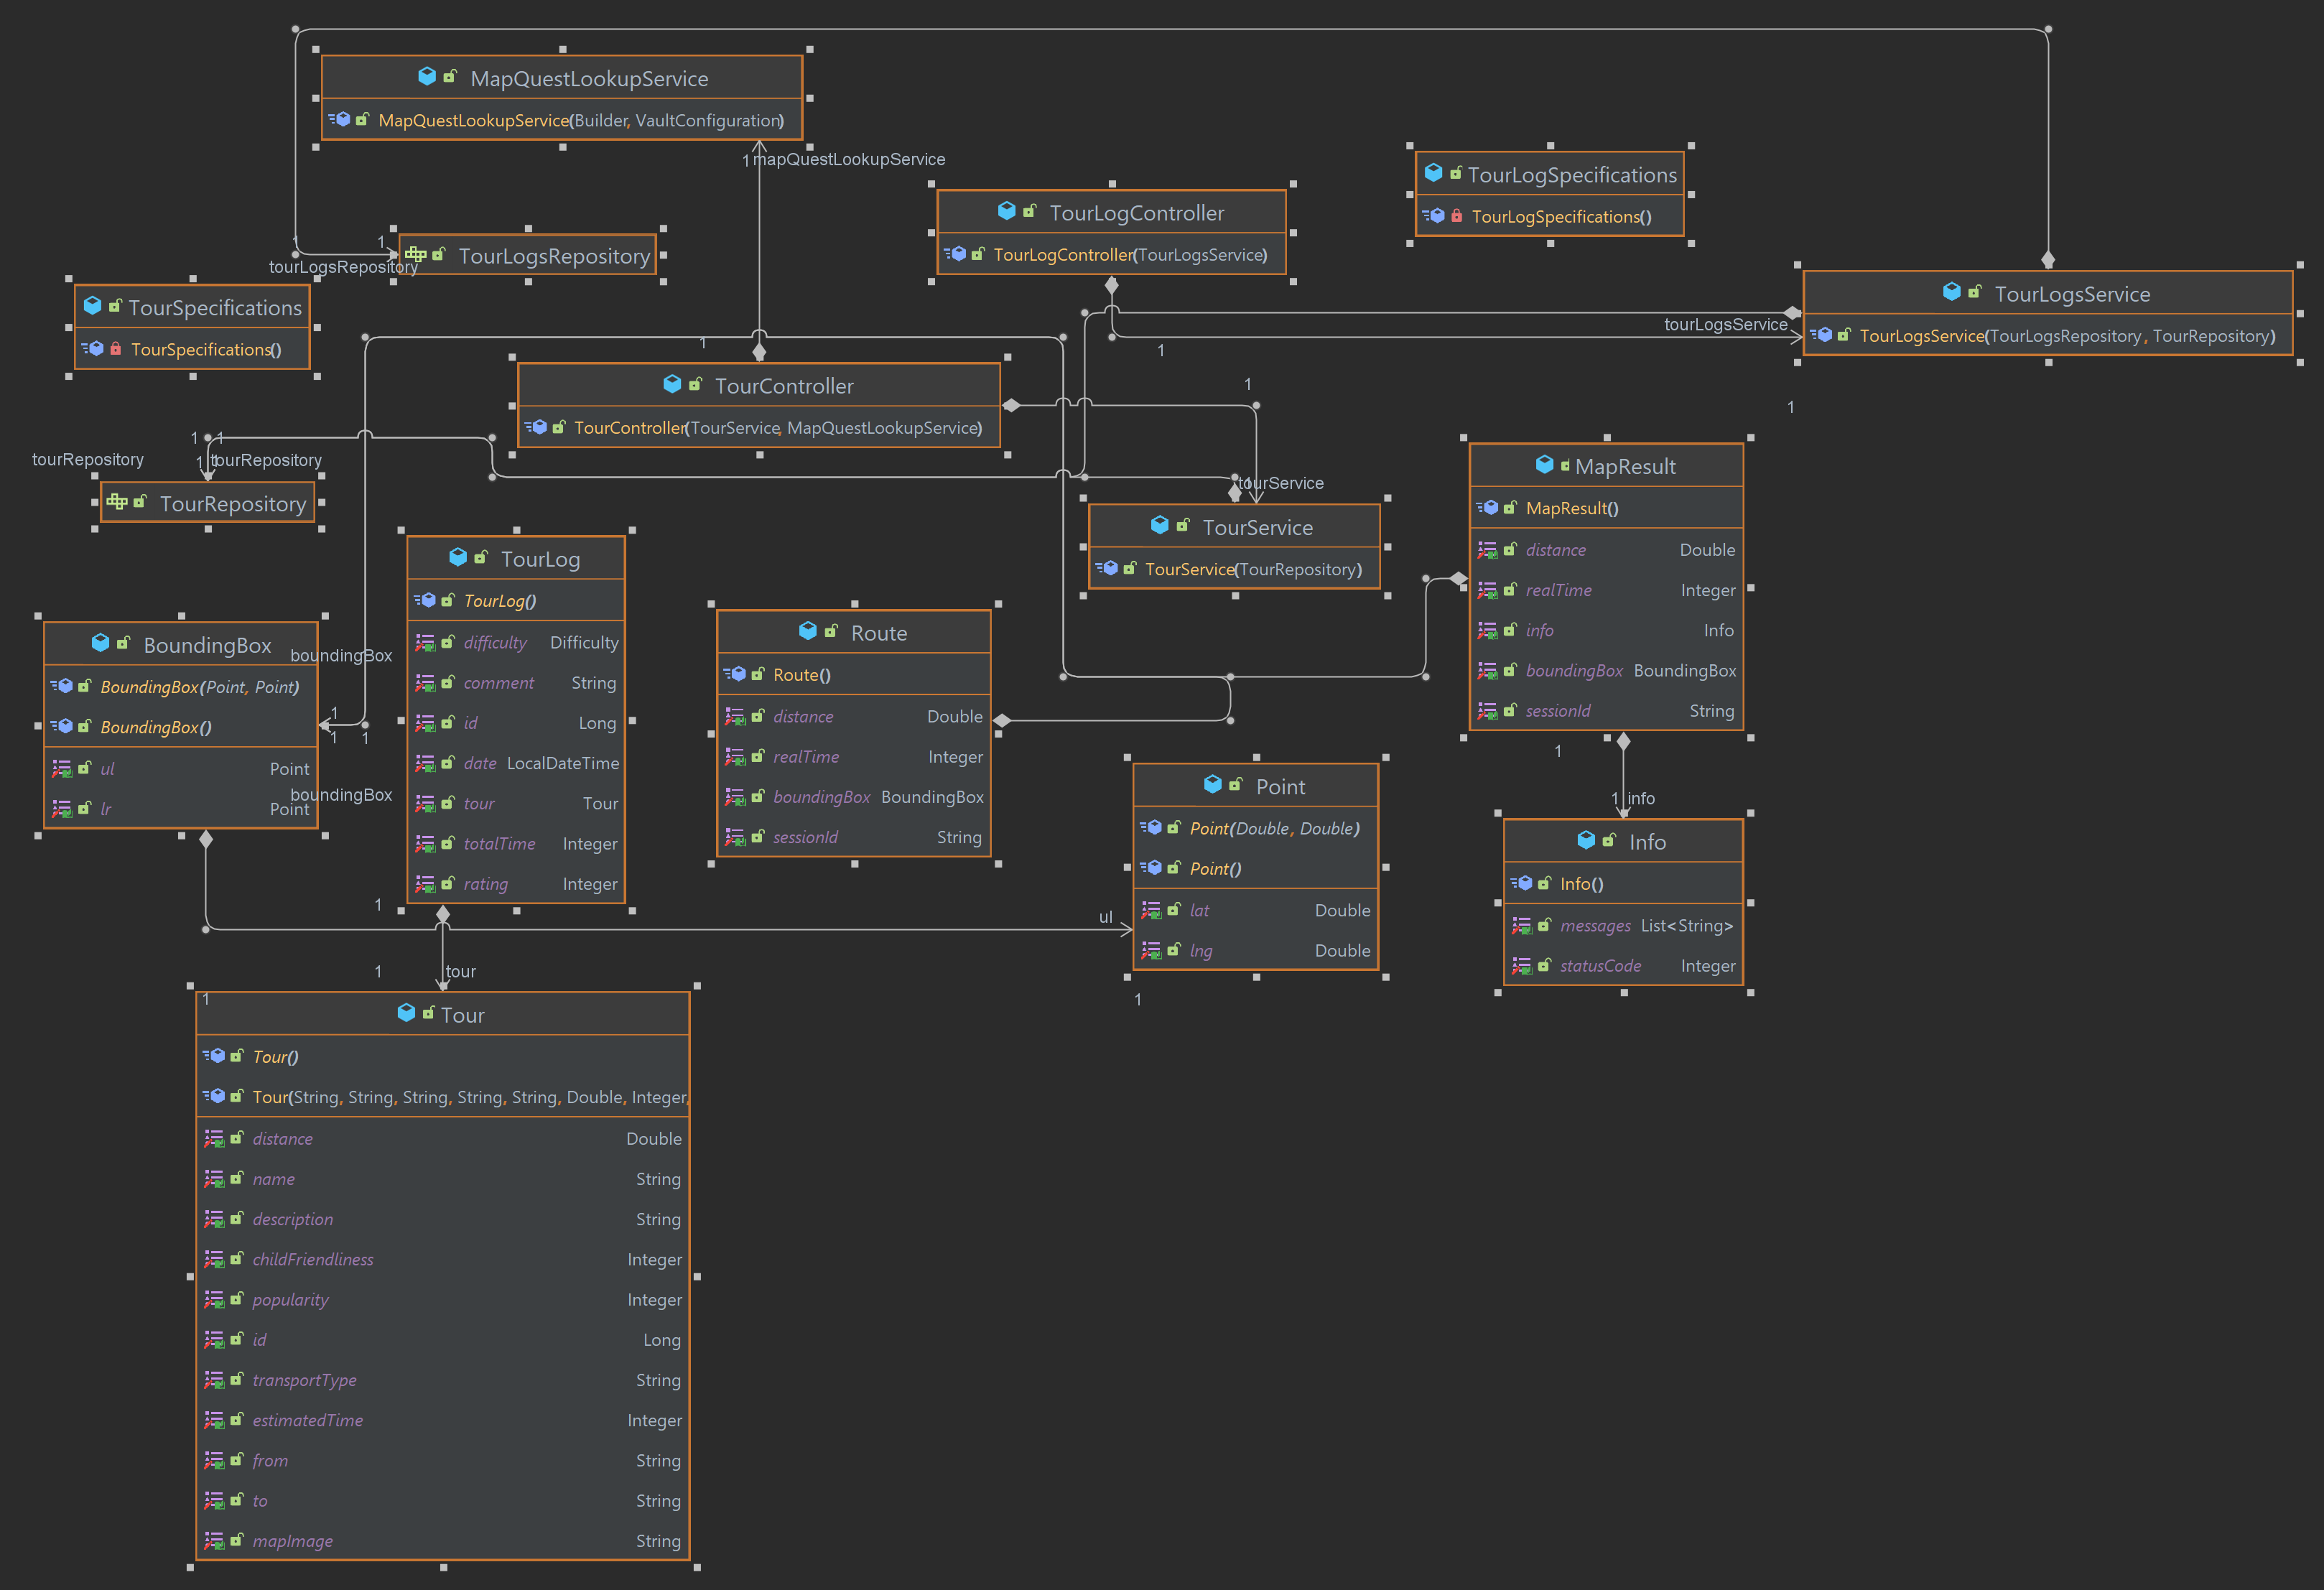 MapQuestLookupService
MapQuestLookupService(Builder, VaultConfiguration)
1 mapQuestLookupService
TourLogSpecifications
TourLogSpecifications()
TourLogController
TourLogController(TourLogsService)
1
1
tourLogsRepository
TourLogsRepository
TourLogsService
TourLogsService(TourLogsRepository, TourRepository)
tourLogsService
1
1
TourSpecifications
TourSpecifications()
1
TourController
TourController(TourService, MapQuestLookupService)
1
1
1
1
1
tourRepository
tourRepository
TourRepository
1
tourService
TourService
TourService(TourRepository)
MapResult
MapResult()
distance Double
realTime Integer
info Info
boundingBox BoundingBox
sessionId String
TourLog
TourLog()
difficulty Difficulty
comment String
id Long
date LocalDateTime
tour Tour
totalTime Integer
rating Integer
BoundingBox
BoundingBox(Point, Point)
BoundingBox()
ul Point
lr Point
boundingBox
1
1
1
boundingBox
Route
Route()
distance Double
realTime Integer
boundingBox BoundingBox
sessionId String
Point
Point(Double, Double)
Point()
lat Double
lng Double
1
1 info
Info
Info()
messages List<String>
statusCode Integer
1
ul
1
1 tour
1
Tour
Tour()
Tour(String, String, String, String, String, Double, Integer,
distance Double
name String
description String
childFriendliness Integer
popularity Integer
id Long
transportType String
estimatedTime Integer
from String
to String
mapImage String